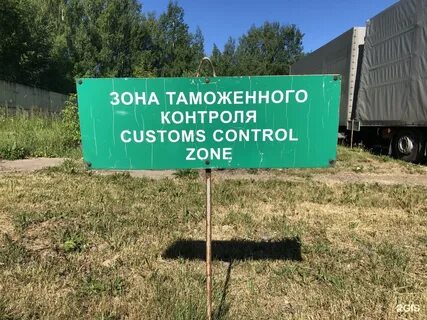 ЗОНА ТАМОЖЕННОГО
КОНТРОЛЯ
CUSTOMS CONTROL
ZONE
2GIS